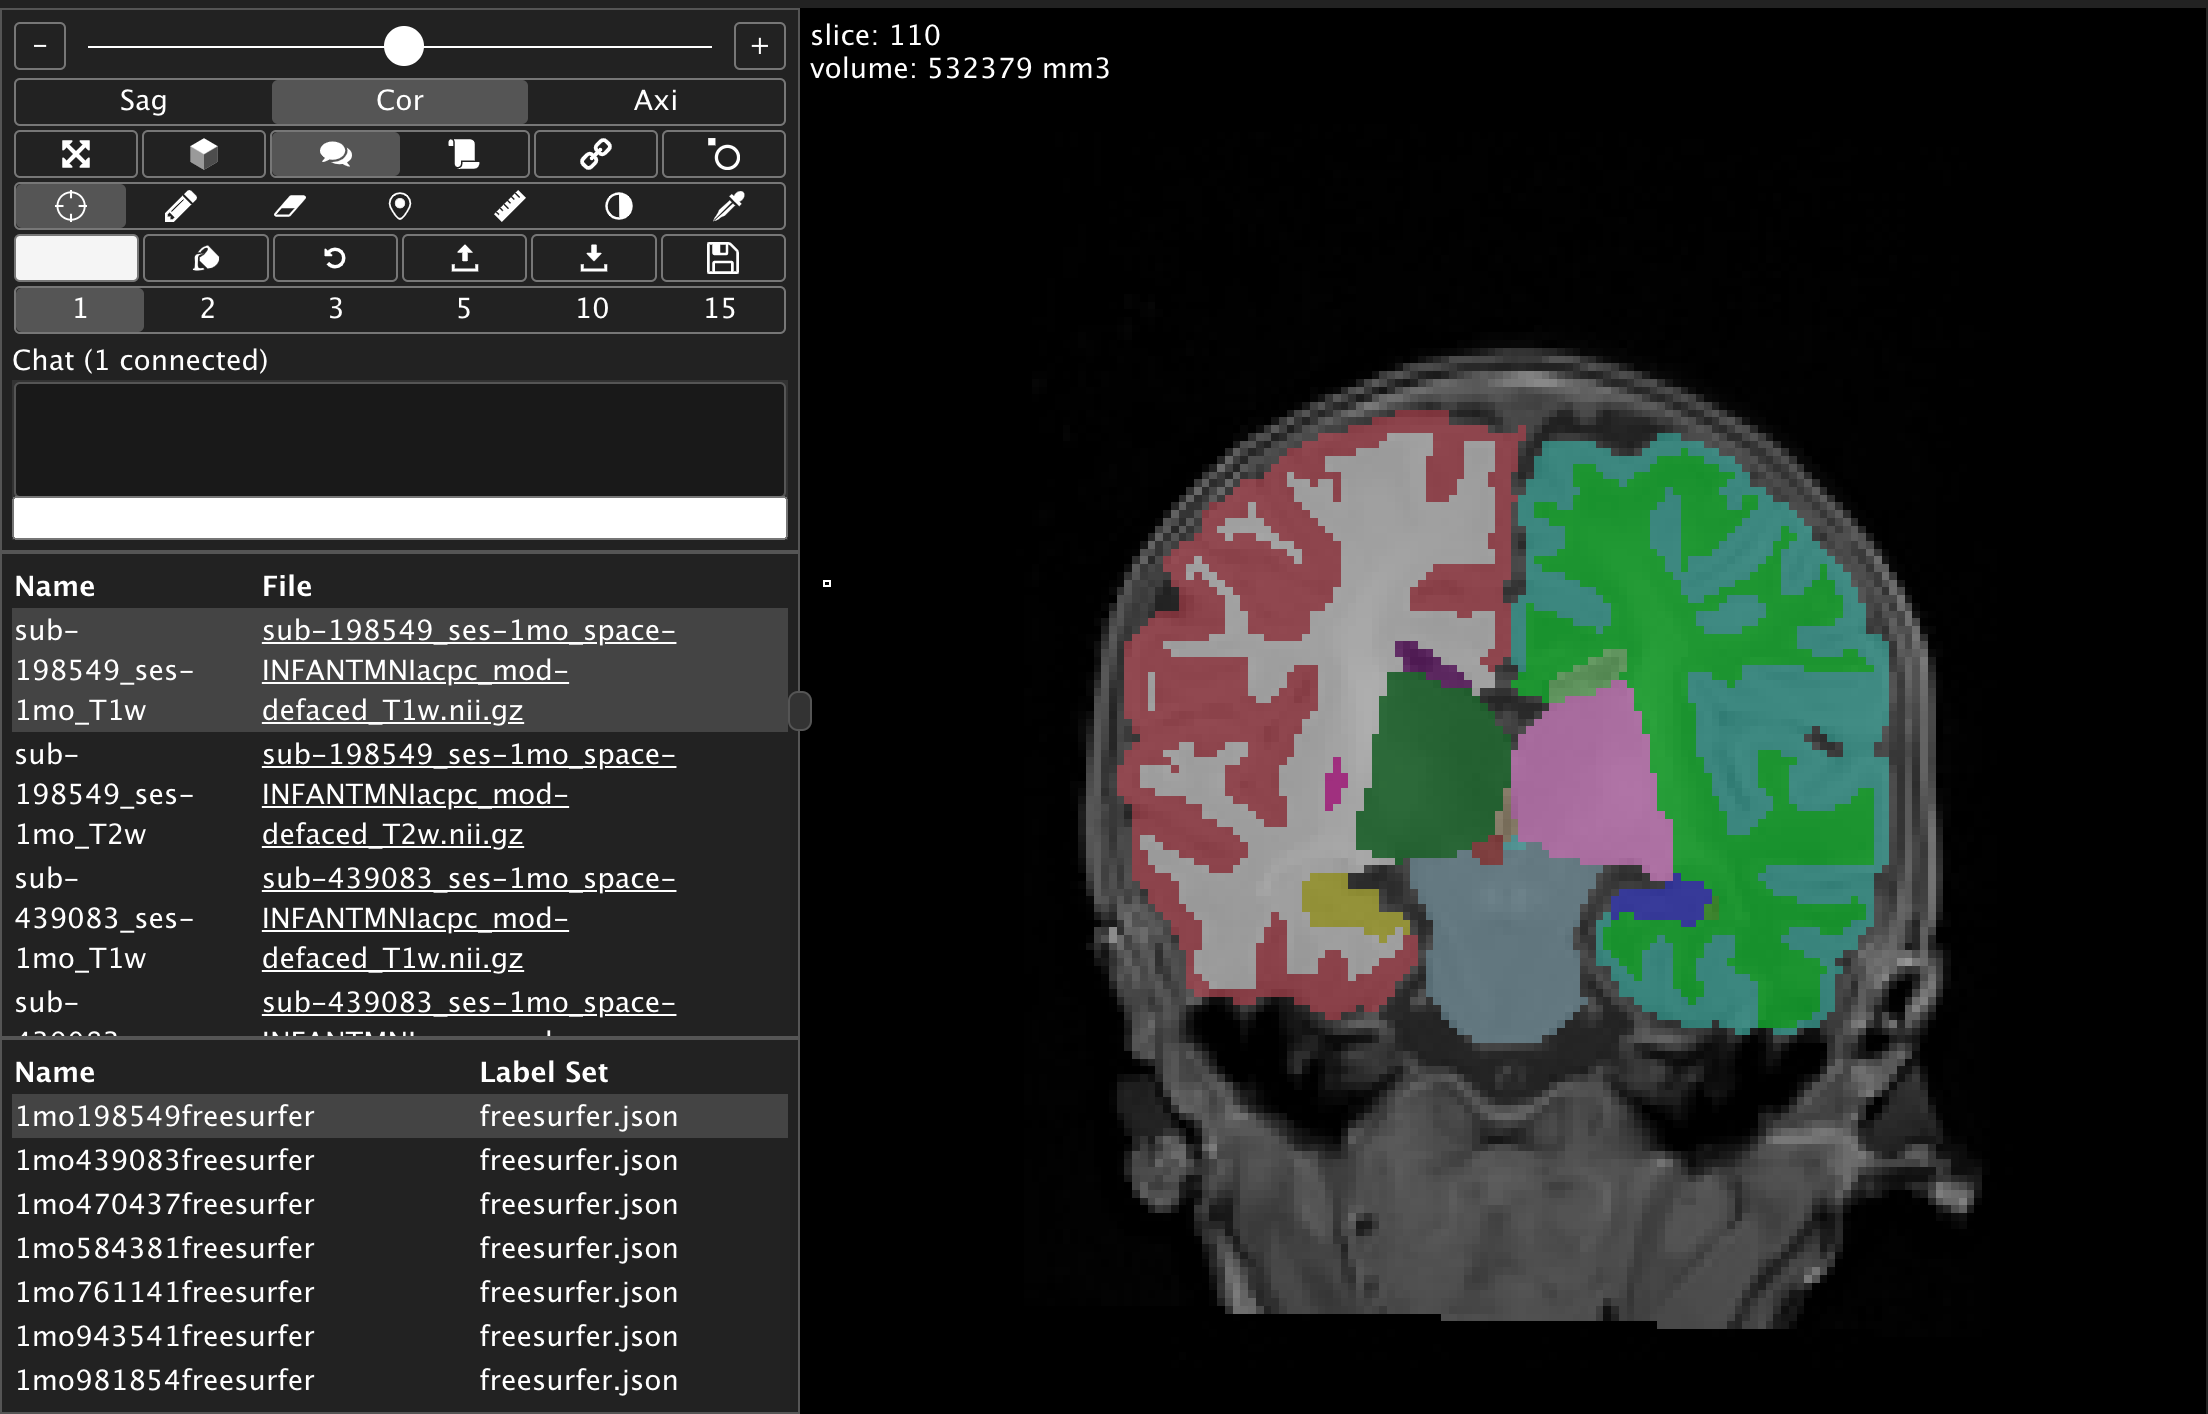 -
+
Sag Cor Axi
1 2 3 5 10 15
Chat (1 connected)
Name File
sub- sub-198549_ses-1mo_space-
198549_ses- INFANTMNIacpc_mod-
1mo_T1w defaced_T1w.nii.gz
sub- sub-198549_ses-1mo_space-
198549_ses- INFANTMNIacpc_mod-
1mo_T2w defaced_T2w.nii.gz
sub- sub-439083_ses-1mo_space-
439083_ses- INFANTMNIacpc_mod-
1mo_T1w defaced_T1w.nii.gz
sub- sub-439083_ses-1mo_space-
Name Label Set
1mo198549freesurfer freesurfer.json
1mo439083freesurfer freesurfer.json
1mo470437freesurfer freesurfer.json
1mo584381freesurfer freesurfer.json
1mo761141freesurfer freesurfer.json
1mo943541freesurfer freesurfer.json
1mo981854freesurfer freesurfer.json
slice: 110
volume: 532379 mm3